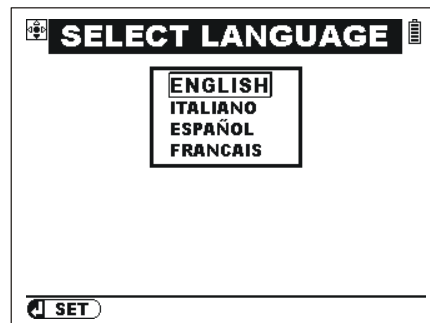 SELECT LANGUAGE
ENGLISH
ITALIANO
ESPAÑOL
FRANCAIS
SET